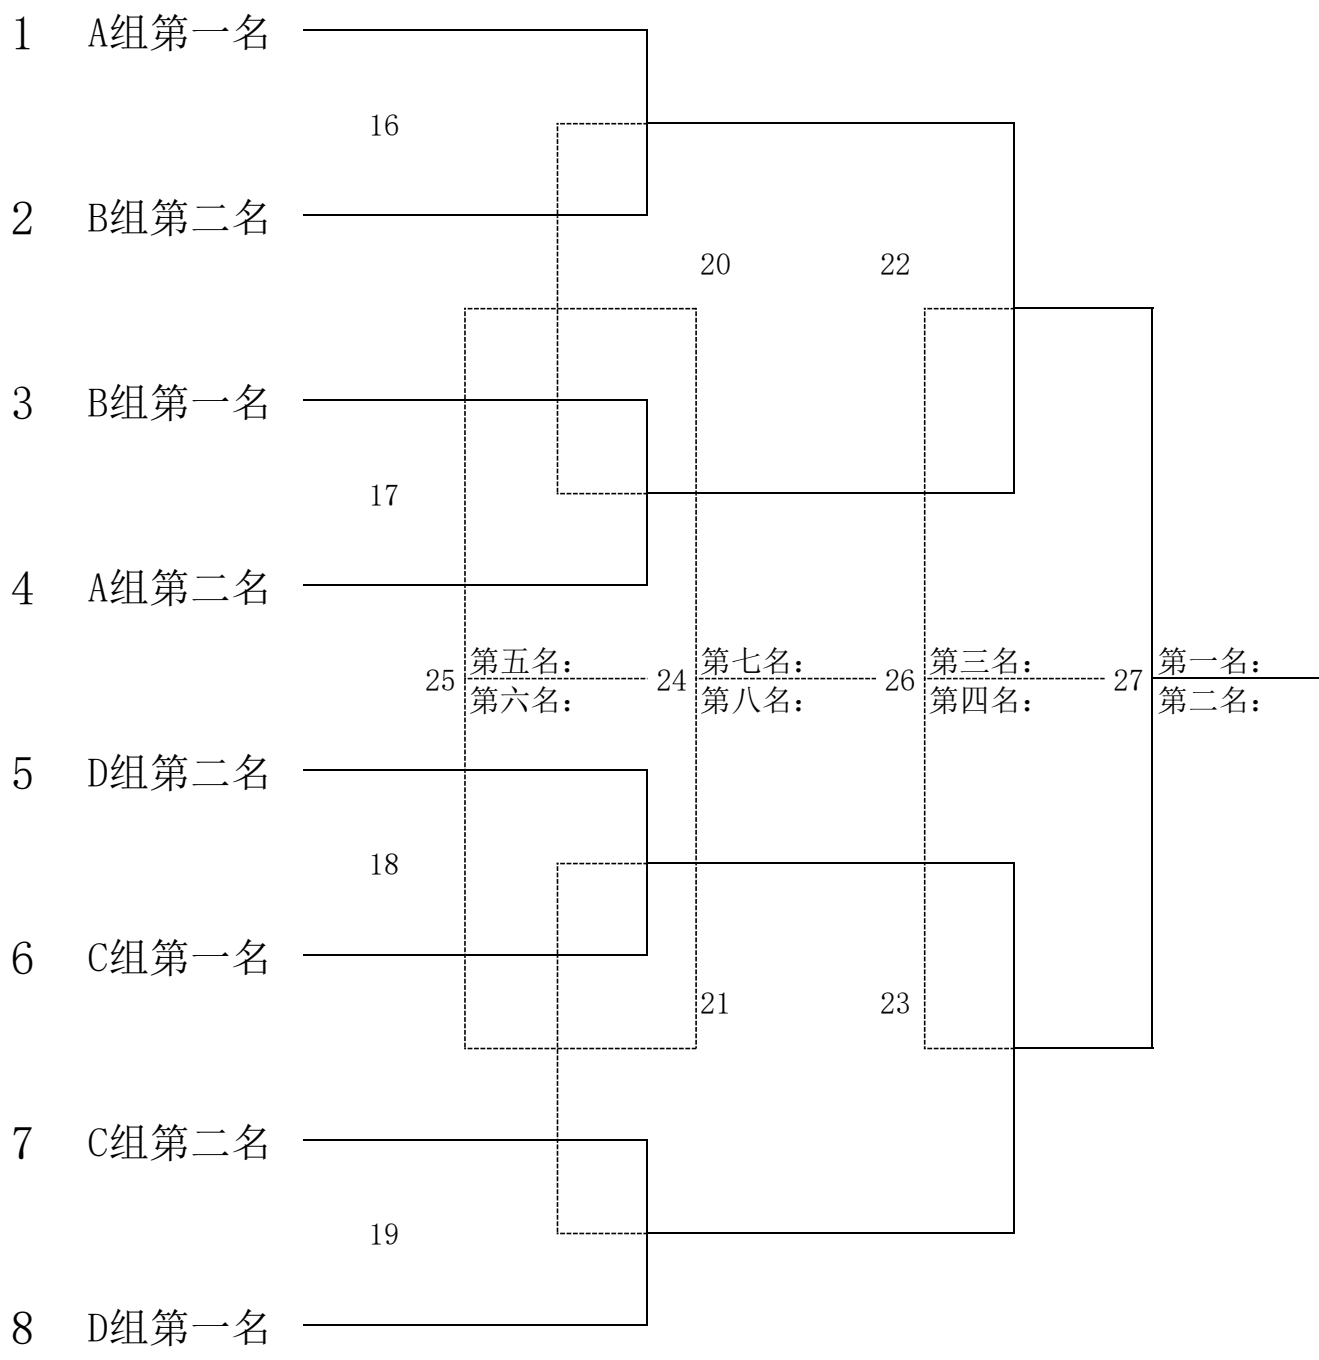 1 A组第一名
16
2 B组第二名
20 22
3 B组第一名
17
4 A组第二名
25 第五名： 24 第七名： 26 第三名： 27 第一名：
第六名： 第八名： 第四名： 第二名：
5 D组第二名
18
6 C组第一名
21 23
7 C组第二名
19
8 D组第一名